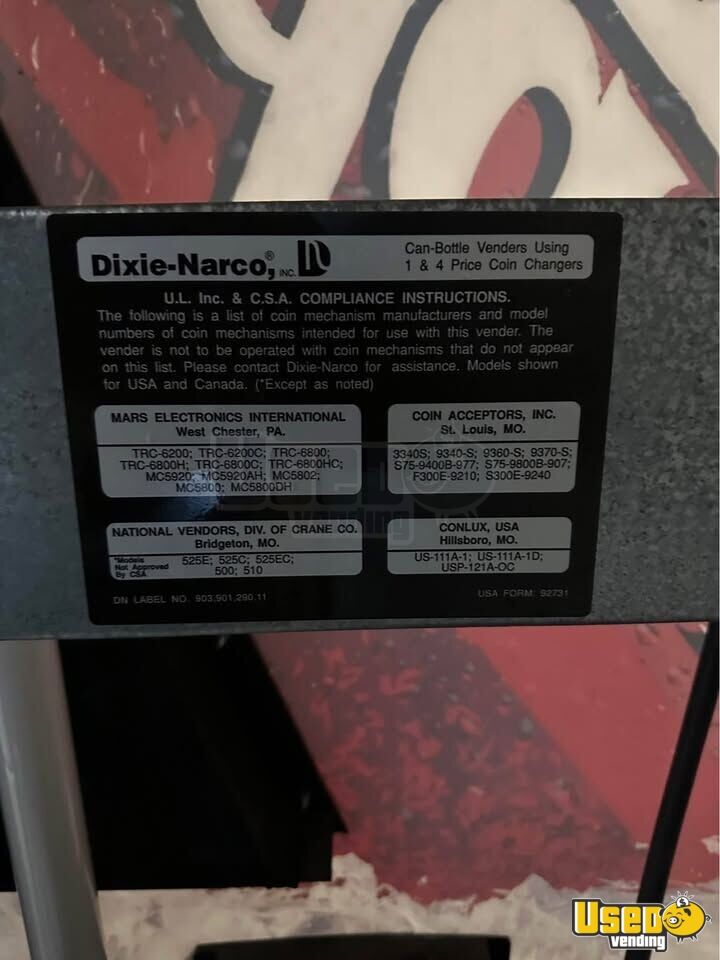 Dixie-Narco,® INC.
Can-Bottle Venders Using
1 & 4 Price Coin Changers
U.L. Inc. & C.S.A. COMPLIANCE INSTRUCTIONS.
The following is a list of coin mechanism manufacturers and model
numbers of coin mechanisms intended for use with this vender. The
vender is not to be operated with coin mechanisms that do not appear
on this list. Please contact Dixie-Narco for assistance. Models shown
for USA and Canada. (*Except as noted)
MARS ELECTRONICS INTERNATIONAL
West Chester, PA.
TRC-6200; TRC-6200C; TRC-6800;
TRC-6800H; TRC-6800C; TRC-6800HC;
MC5920; MC5920AH; MC5802;
MC5800; MC5800DH
COIN ACCEPTORS, INC.
St. Louis, MO.
3340S; 9340-S; 9360-S; 9370-S;
S75-9400B-977; S75-9800B-907;
F300E-9210; S300E-9240
NATIONAL VENDORS, DIV. OF CRANE CO.
Bridgeton, MO.
*Models
Not Approved
By CSA
525E; 525C; 525EC;
500; 510
CONLUX, USA
Hillsboro, MO.
US-111A-1; US-111A-1D;
USP-121A-OC
DN LABEL NO. 903,901,290.11
USA FORM: 92731
Used
vending
Used
vending